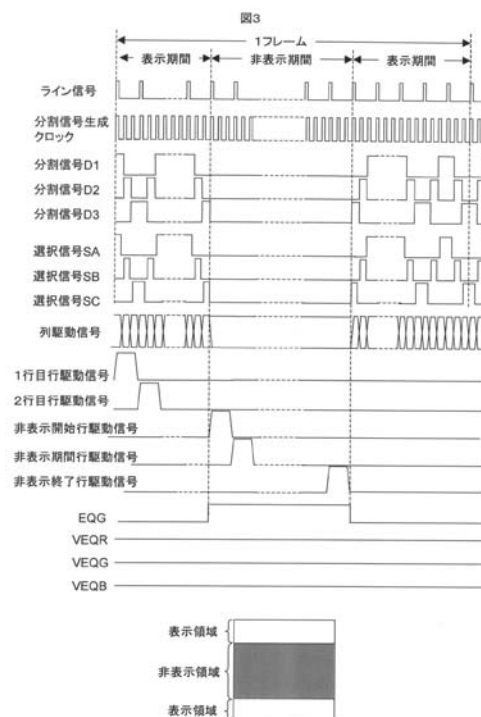 図3
1フレーム
表示期間 非表示期間 表示期間
ライン信号
分割信号生成
クロック
分割信号D1
分割信号D2
分割信号D3
選択信号SA
選択信号SB
選択信号SC
列駆動信号
1行目行駆動信号
2行目行駆動信号
非表示開始行駆動信号
非表示期間行駆動信号
非表示終了行駆動信号
EQG
VEQR
VEQG
VEQB
表示領域
非表示領域
表示領域